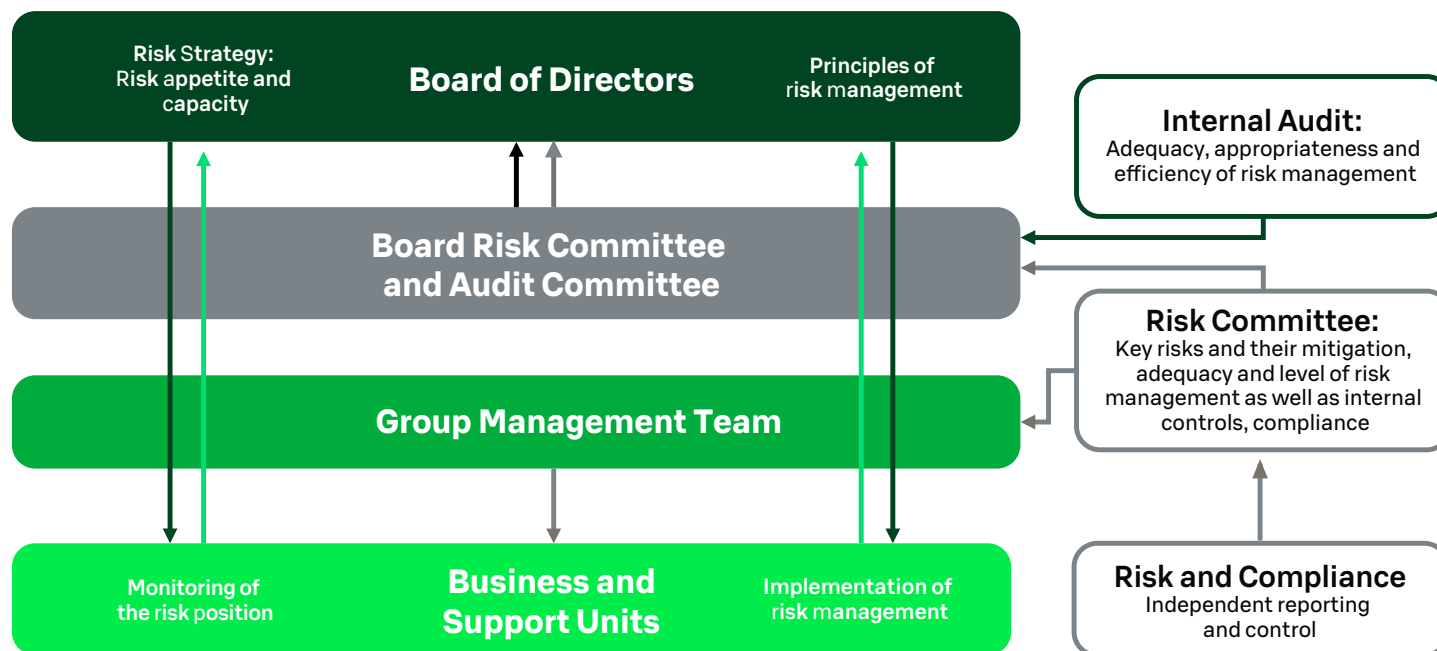 Risk Strategy:
Risk appetite and
capacity
Board of Directors
Principles of
risk management
Internal Audit:
Adequacy, appropriateness and
efficiency of risk management
Board Risk Committee
and Audit Committee
Risk Committee:
Key risks and their mitigation,
adequacy and level of risk
management as well as internal
controls, compliance
Group Management Team
Monitoring of
the risk position
Business and
Support Units
Implementation of
risk management
Risk and Compliance
Independent reporting
and control